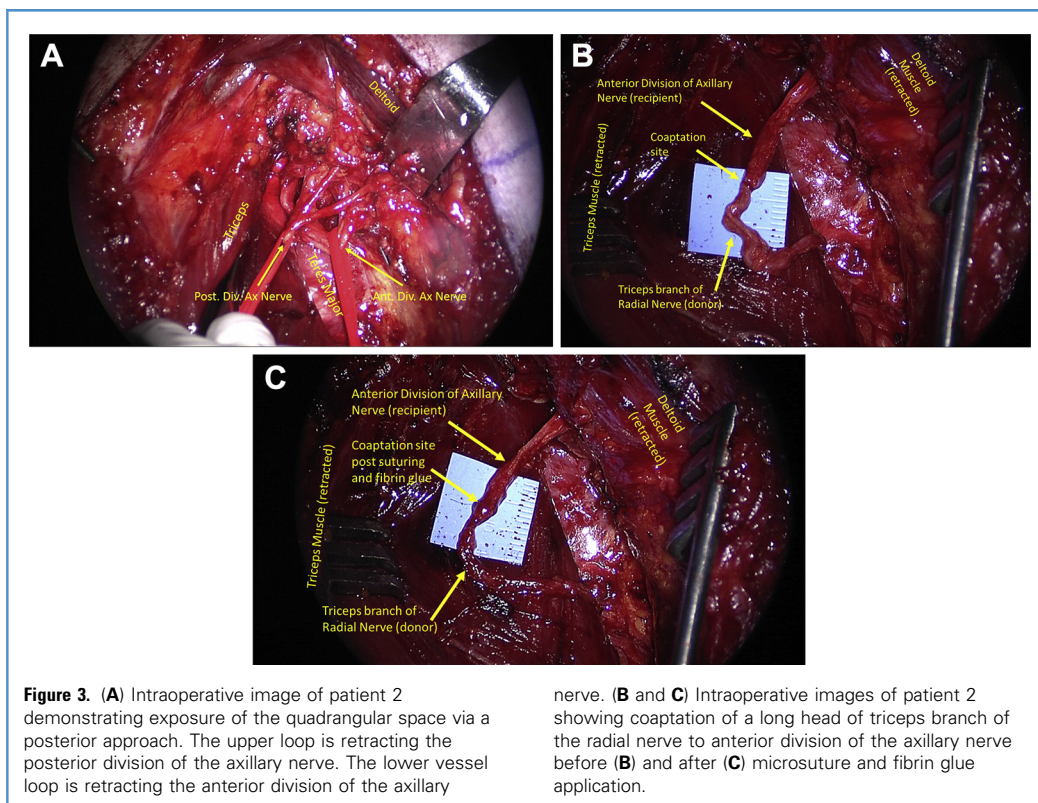 A
Deltoid
Triceps
Teres Major
Post. Div. Ax Nerve
Ant. Div. Ax Nerve
B
Anterior Division of Axillary
Nerve (recipient)
Coaptation
site
Triceps Muscle (retracted)
Deltoid
Muscle
(retracted)
Triceps branch of
Radial Nerve (donor)
C
Anterior Division of Axillary
Nerve (recipient)
Coaptation site
post suturing
and fibrin glue
Triceps Muscle (retracted)
Deltoid
Muscle
(retracted)
Triceps branch of
Radial Nerve (donor)
Figure 3. (A) Intraoperative image of patient 2
demonstrating exposure of the quadrangular space via a
posterior approach. The upper loop is retracting the
posterior division of the axillary nerve. The lower vessel
loop is retracting the anterior division of the axillary
nerve. (B and C) Intraoperative images of patient 2
showing coaptation of a long head of triceps branch of
the radial nerve to anterior division of the axillary nerve
before (B) and after (C) microsuture and fibrin glue
application.